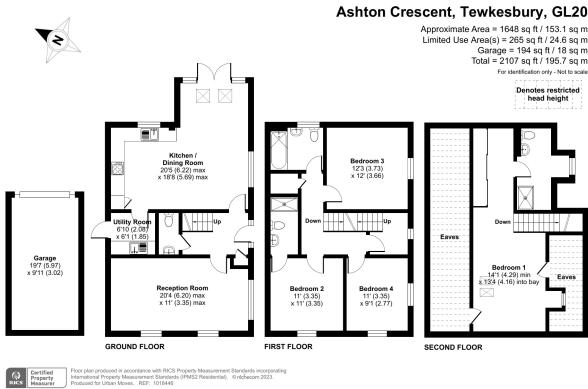 Ashton Crescent, Tewkesbury, GL20
Approximate Area = 1648 sq ft / 153.1 sq m
Limited Use Area(s) = 265 sq ft / 24.6 sq m
Garage = 194 sq ft / 18 sq m
Total = 2107 sq ft / 195.7 sq m
For identification only - Not to scale
Denotes restricted
head height
N
Kitchen /
Dining Room
20'5 (6.22) max
x 18'8 (5.69) max
Utility Room
6'10 (2.08)
x 6'1 (1.85)
Up
Reception Room
20'4 (6.20) max
x 11' (3.35) max
Garage
19'7 (5.97)
x 9'11 (3.02)
GROUND FLOOR
Bedroom 3
12'3 (3.73)
x 12' (3.66)
Down
Up
Bedroom 2
11' (3.35)
x 11' (3.35)
Bedroom 4
11' (3.35)
x 9'1 (2.77)
FIRST FLOOR
Eaves
Down
Bedroom 1
14'1 (4.29) min
x 13'4 (4.16) into bay
Eaves
SECOND FLOOR
RICS
Certified
Property
Measurer
Floor plan produced in accordance with RICS Property Measurement Standards incorporating
International Property Measurement Standards (IPMS2 Residential). © nichecom 2023.
Produced for Urban Moves. REF: 1018446